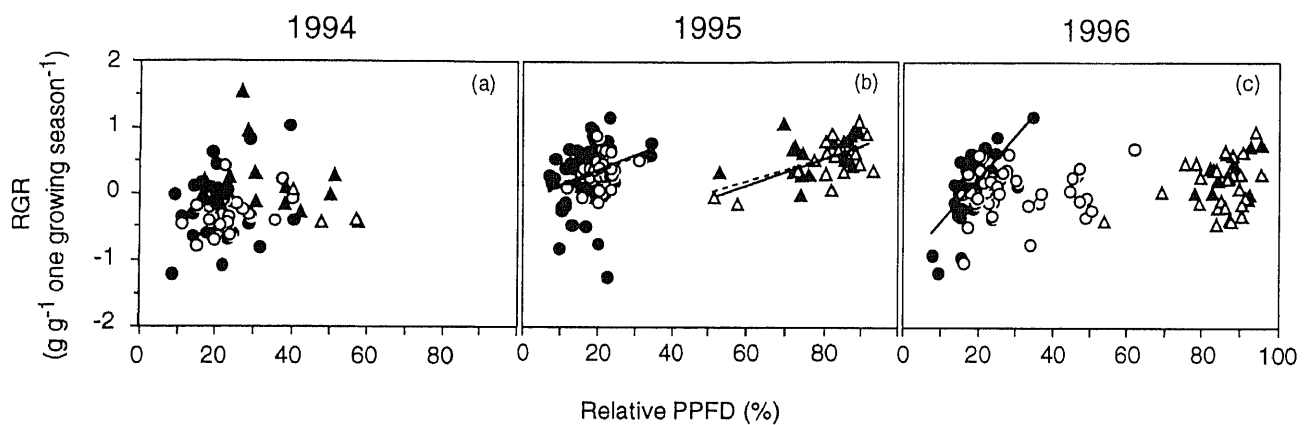 1994 1995 1996
(a) (b) (c)
RGR
(g g⁻¹ one growing season⁻¹)
2
1
0
-1
-2
0 20 40 60 80 0 20 40 60 80 0 20 40 60 80 100
Relative PPFD (%)